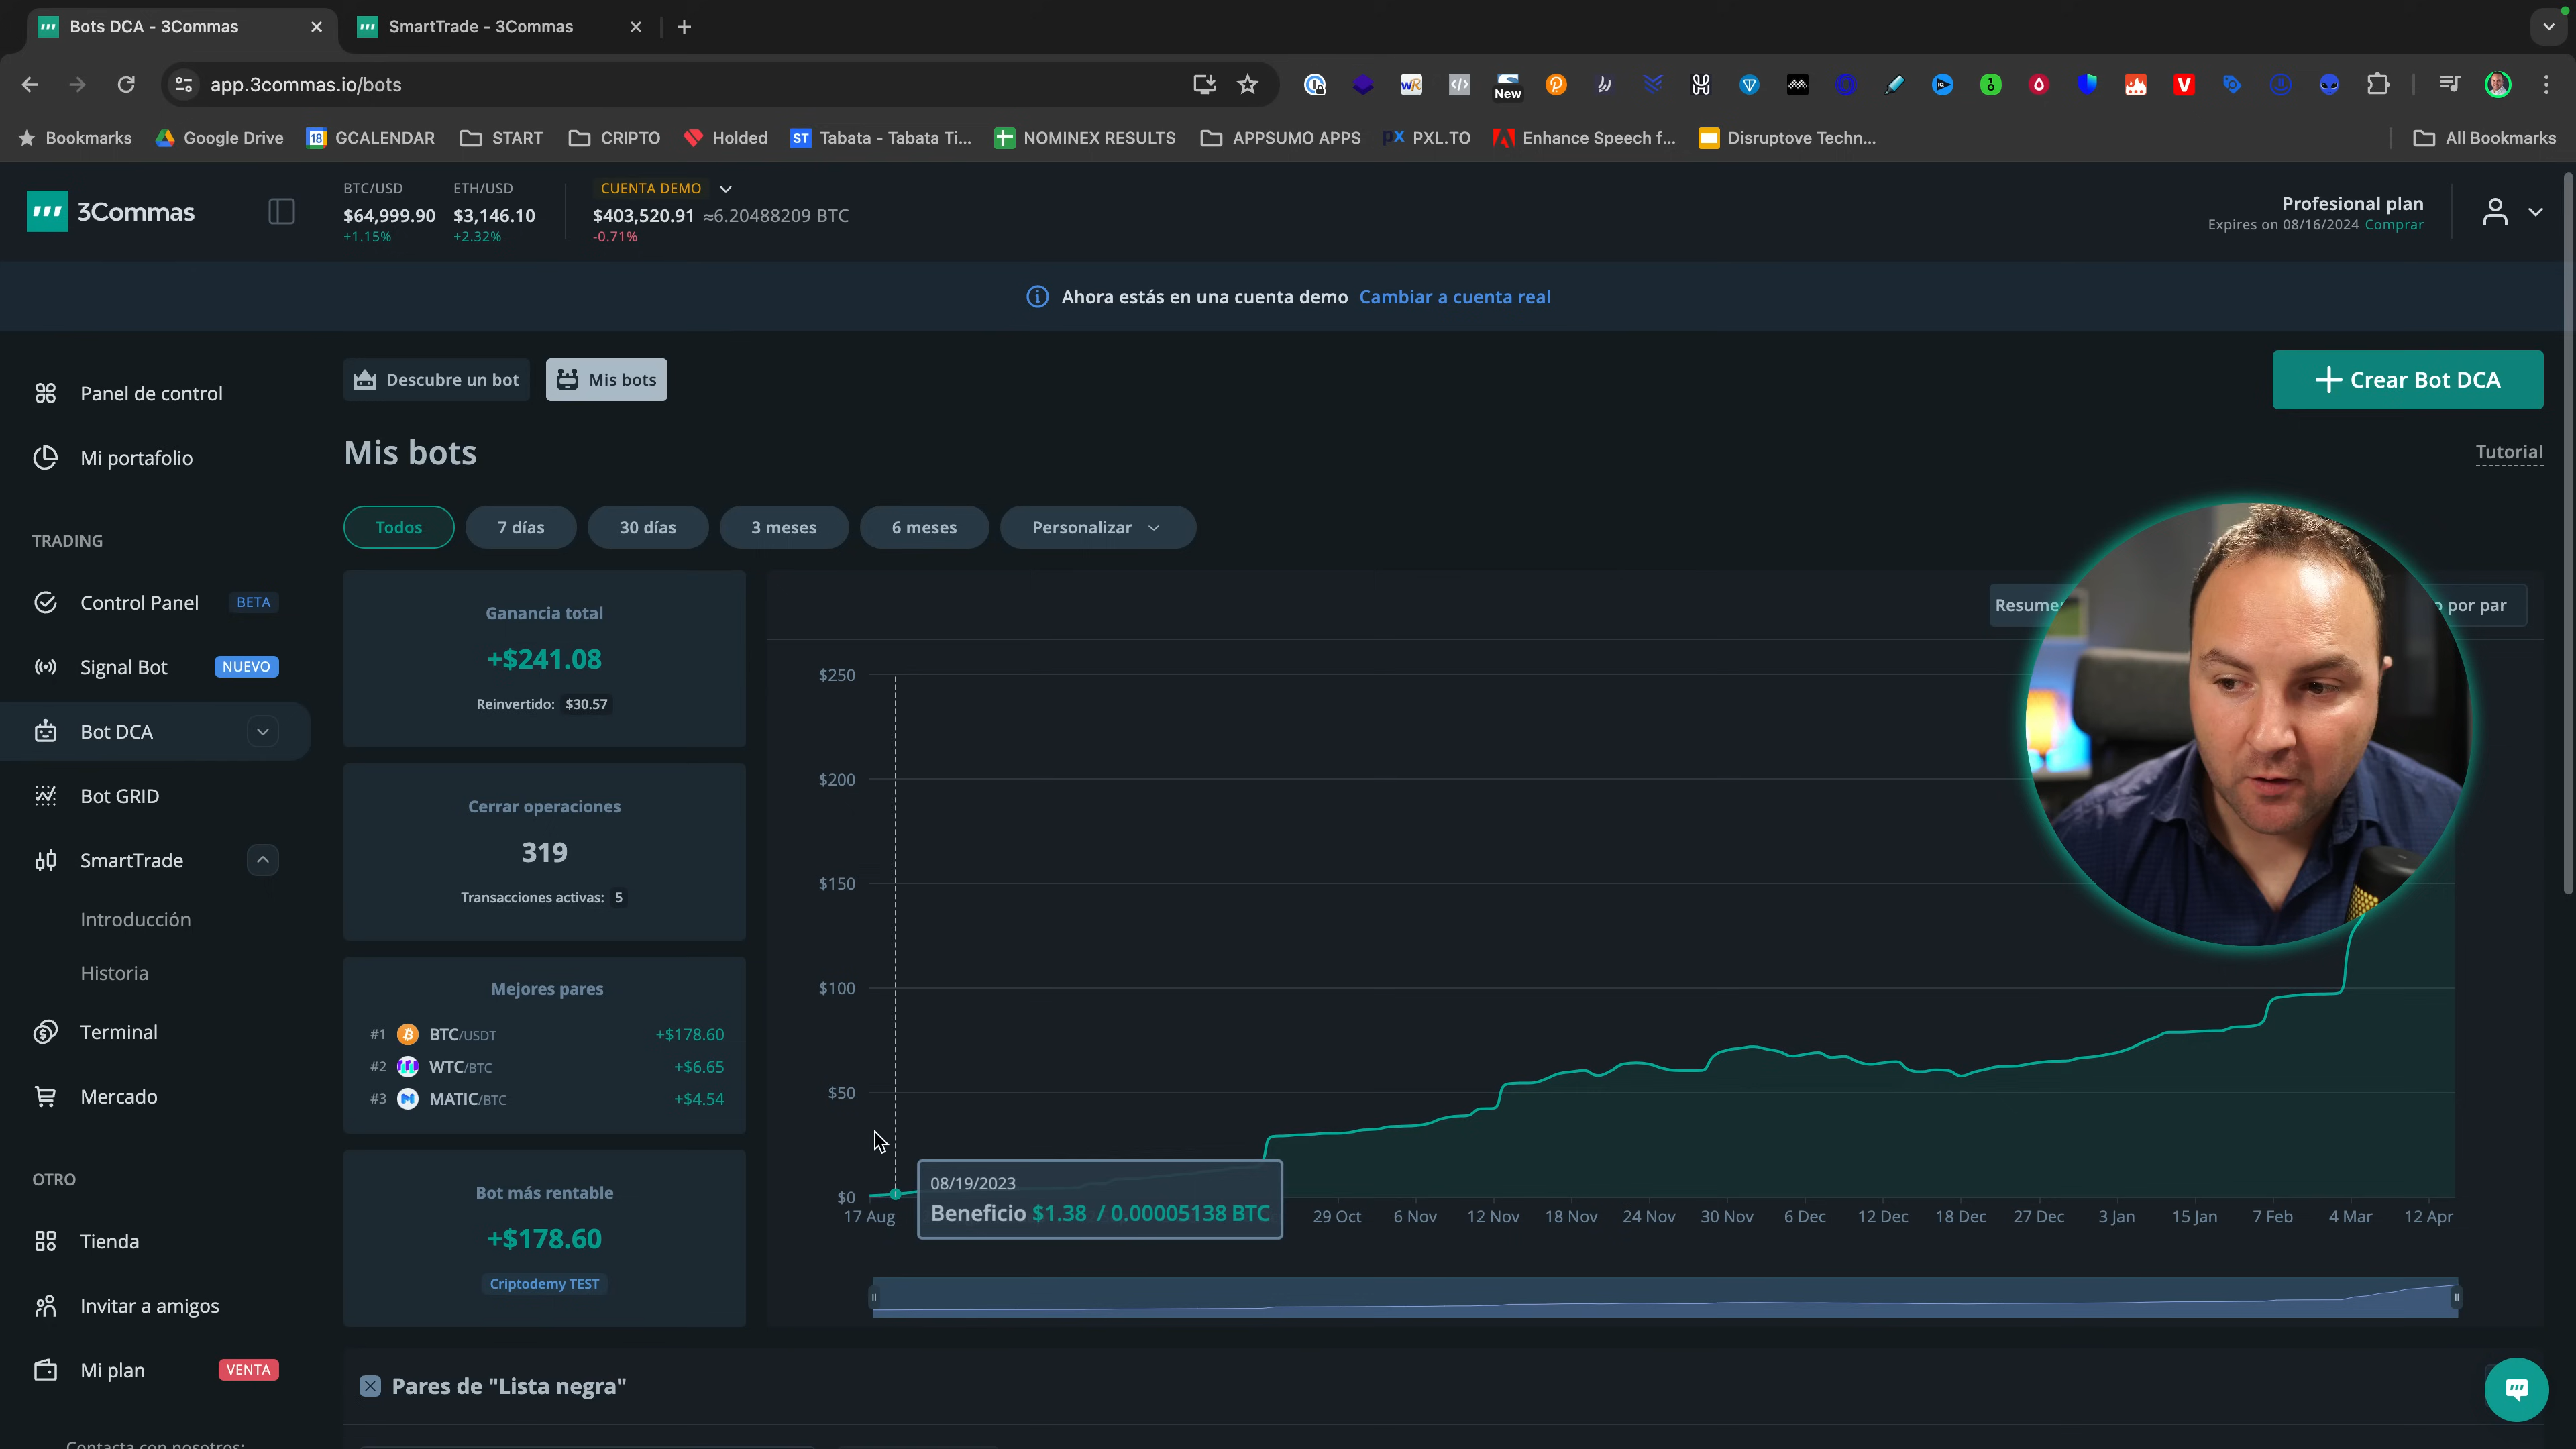 Bots DCA - 3Commas
SmartTrade - 3Commas
app.3commas.io/bots
New
Bookmarks
Google Drive
18
GCALENDAR
START
CRIPTO
Holded
ST
Tabata - Tabata Ti...
NOMINEX RESULTS
APPSUMO APPS
PX
PXL.TO
Enhance Speech f...
Disruptove Techn...
All Bookmarks
3Commas
BTC/USD
$64,999.90
+1.15%
ETH/USD
$3,146.10
+2.32%
CUENTA DEMO
$403,520.91 ≈6.20488209 BTC
-0.71%
Profesional plan
Expires on 08/16/2024 Comprar
Ahora estás en una cuenta demo Cambiar a cuenta real
Panel de control
Mi portafolio
TRADING
Control Panel BETA
Signal Bot NUEVO
Bot DCA
Bot GRID
SmartTrade
Introducción
Historia
Terminal
Mercado
OTRO
Tienda
Invitar a amigos
Mi plan VENTA
Descubre un bot
Mis bots
Crear Bot DCA
Mis bots
Tutorial
Todos
7 días
30 días
3 meses
6 meses
Personalizar
Ganancia total
+$241.08
Reinvertido: $30.57
Cerrar operaciones
319
Transacciones activas: 5
Mejores pares
#1 BTC/USDT +$178.60
#2 WTC/BTC +$6.65
#3 MATIC/BTC +$4.54
Bot más rentable
+$178.60
Criptodemy TEST
por par
$250
$200
$150
$100
$50
$0
17 Aug
29 Oct
6 Nov
12 Nov
18 Nov
24 Nov
30 Nov
6 Dec
12 Dec
18 Dec
27 Dec
3 Jan
15 Jan
7 Feb
4 Mar
12 Apr
08/19/2023
Beneficio $1.38 / 0.00005138 BTC
Pares de "Lista negra"